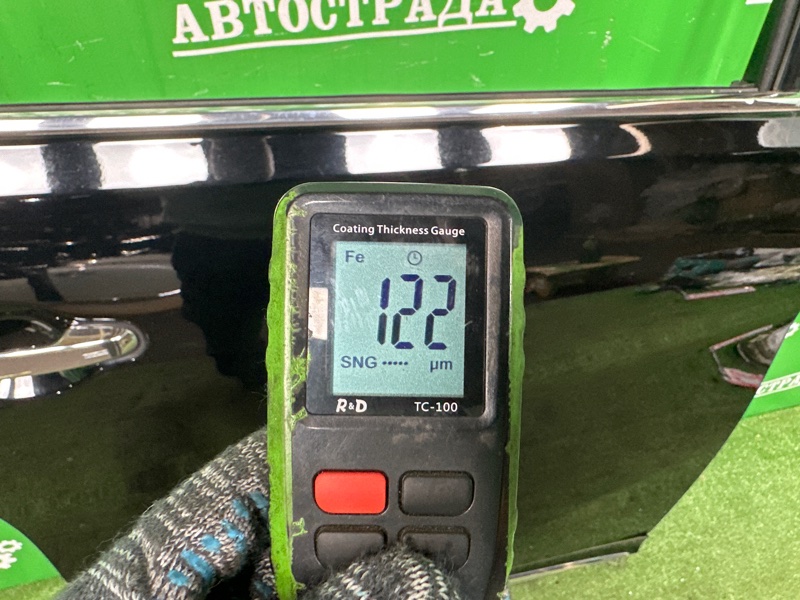 АВТОСТРАДА
Coating Thickness Gauge
Fe
122
SNG ----- µm
R&D TC-100